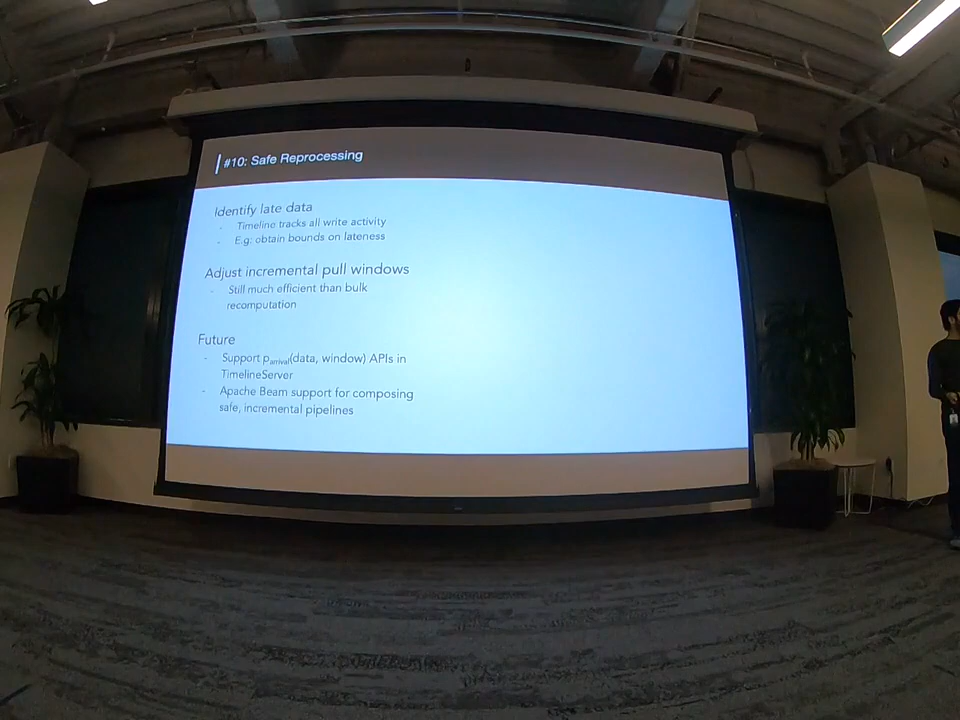 #10: Safe Reprocessing
Identify late data
- Timeline tracks all write activity
- E.g: obtain bounds on lateness
Adjust incremental pull windows
- Still much efficient than bulk
recomputation
Future
- Support parrival(data, window) APIs in
TimelineServer
- Apache Beam support for composing
safe, incremental pipelines